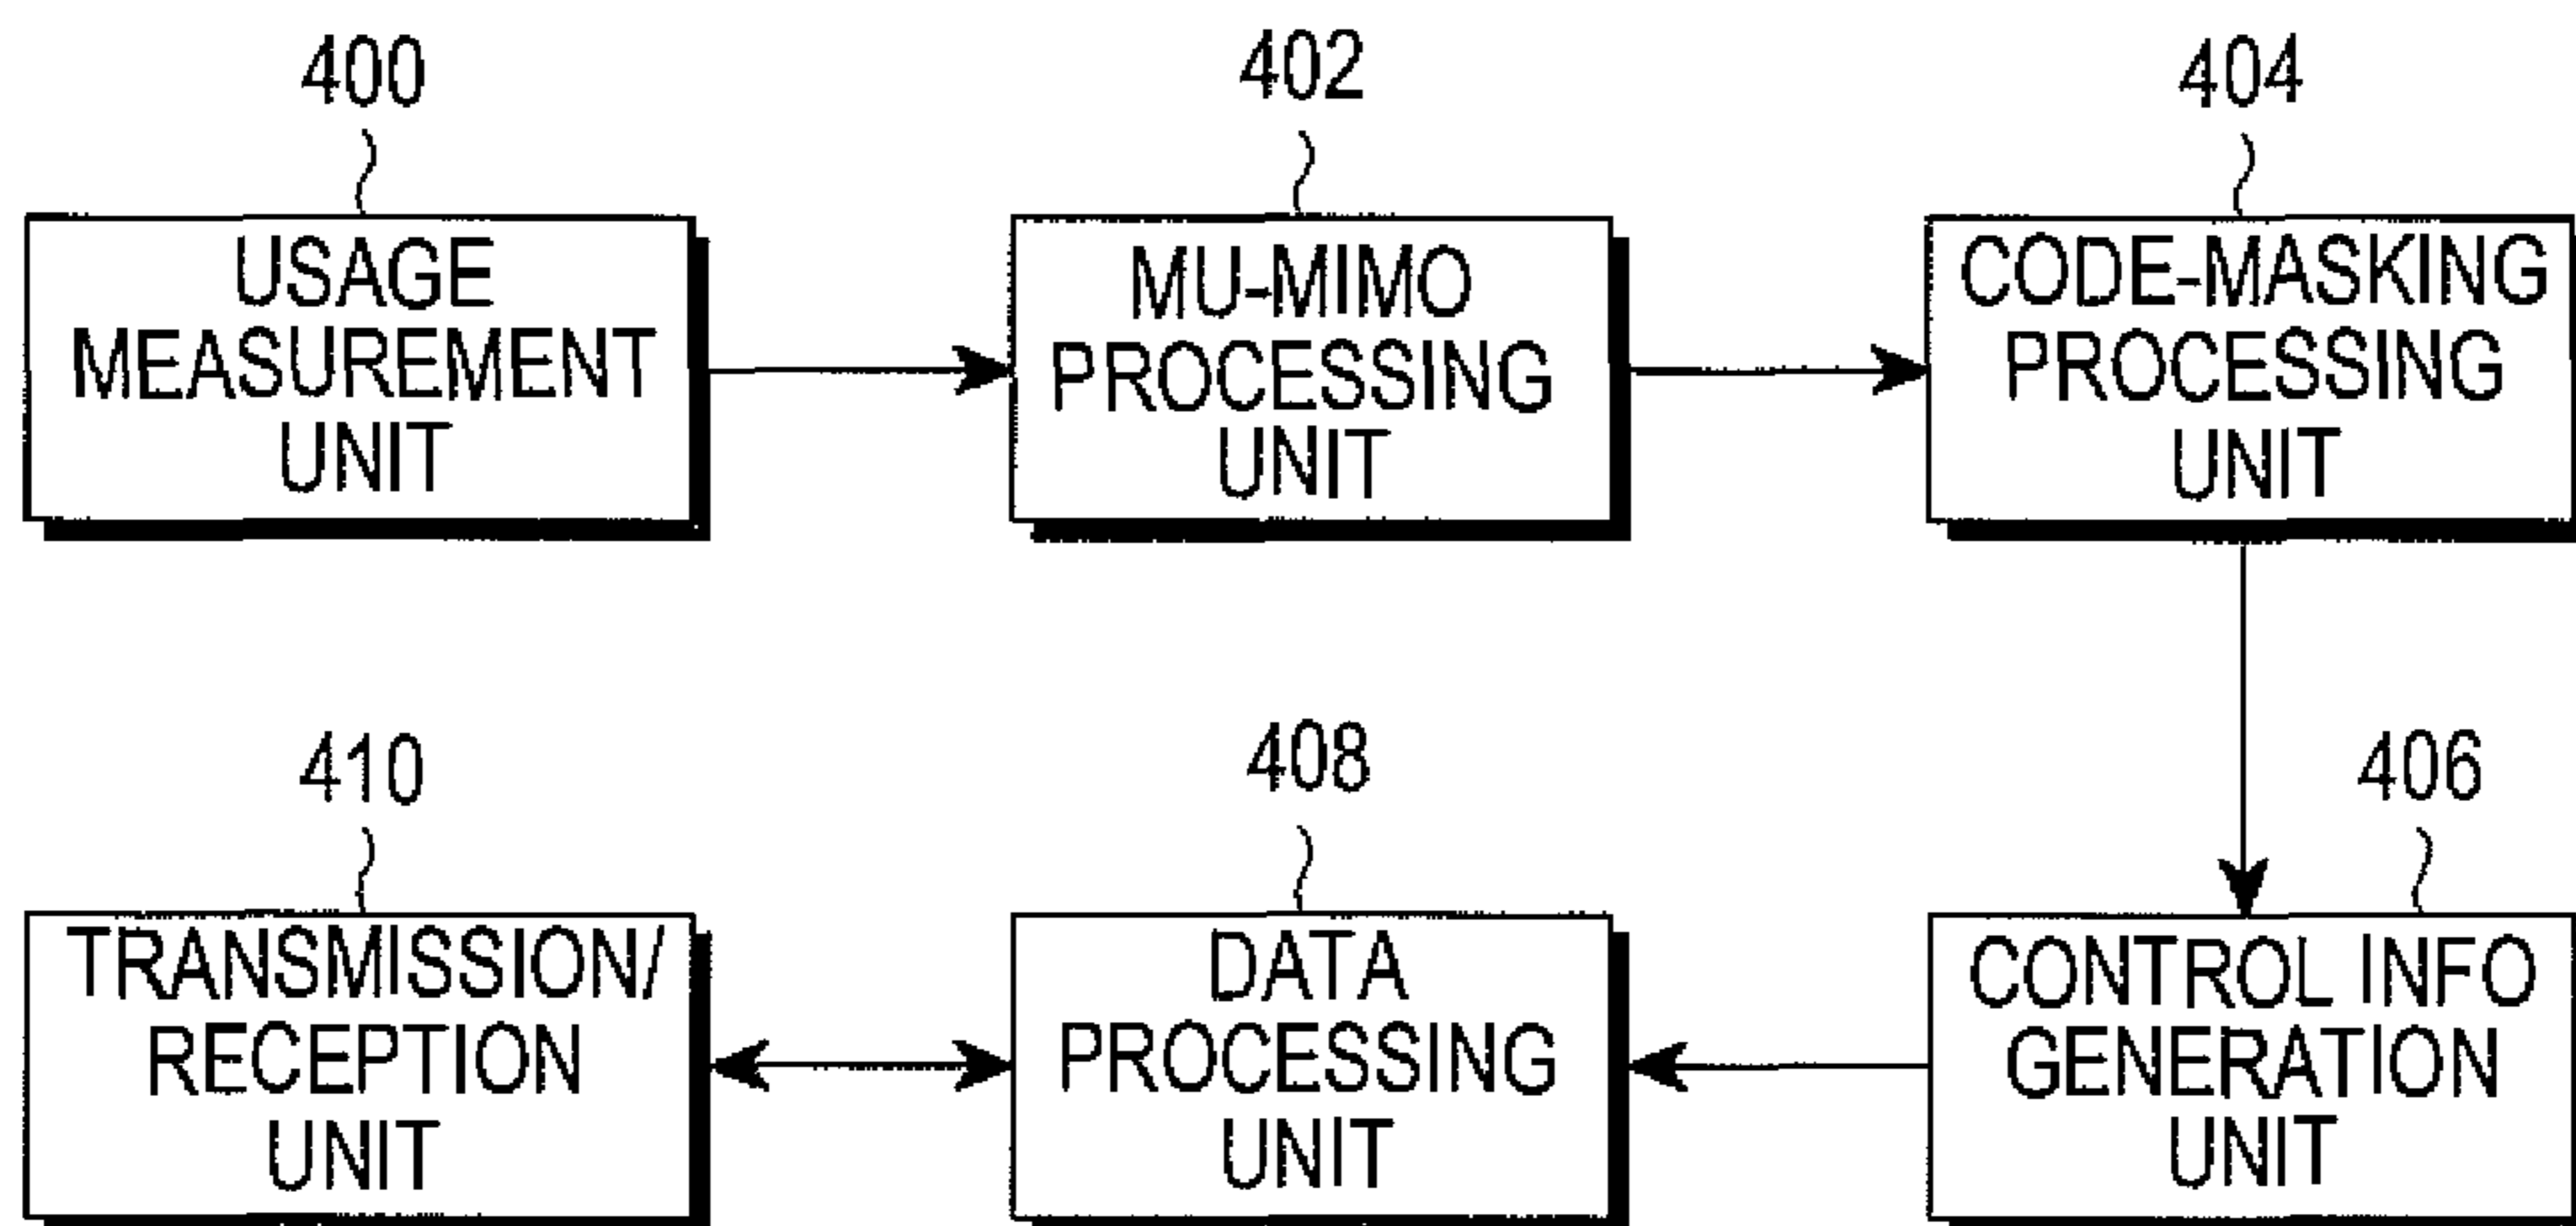 400
402
404
USAGE
MEASUREMENT
UNIT
MU-MIMO
PROCESSING
UNIT
CODE-MASKING
PROCESSING
UNIT
410
408
406
TRANSMISSION/
RECEPTION
UNIT
DATA
PROCESSING
UNIT
CONTROL INFO
GENERATION
UNIT